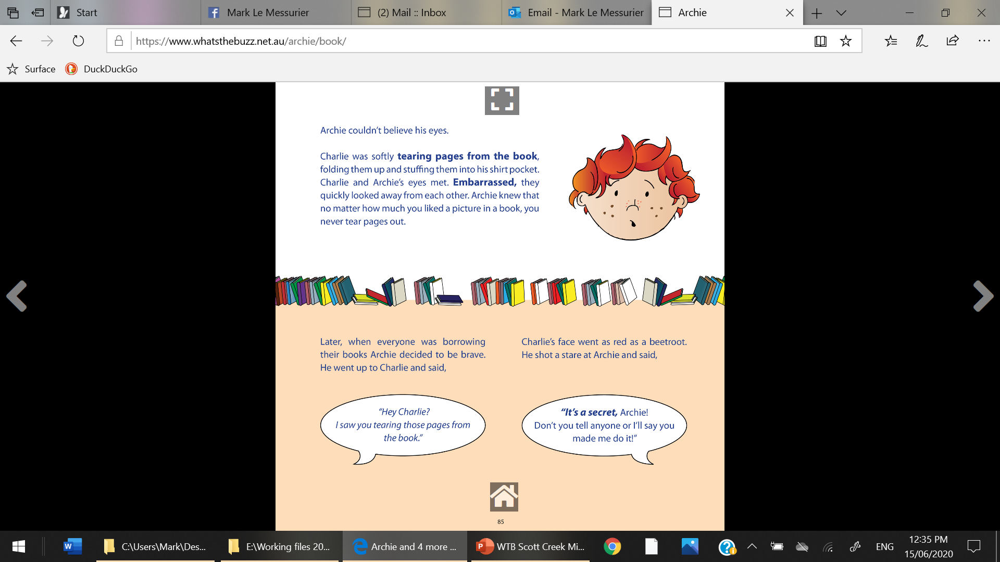 Start
Mark Le Messurier
(2) Mail :: Inbox
Email - Mark Le Messurier
Archie
https://www.whatsthebuzz.net.au/archie/book/
Surface
DuckDuckGo
Archie couldn't believe his eyes.
Charlie was softly tearing pages from the book,
folding them up and stuffing them into his shirt pocket.
Charlie and Archie's eyes met. Embarrassed, they
quickly looked away from each other. Archie knew that
no matter how much you liked a picture in a book, you
never tear pages out.
Later, when everyone was borrowing
their books Archie decided to be brave.
He went up to Charlie and said,
"Hey Charlie?
I saw you tearing those pages from
the book."
Charlie's face went as red as a beetroot.
He shot a stare at Archie and said,
"It's a secret, Archie!
Don't you tell anyone or I'll say you
made me do it!"
85
C:\Users\Mark\Des...
E:\Working files 20...
Archie and 4 more ...
WTB Scott Creek Mi...
ENG
12:35 PM
15/06/2020